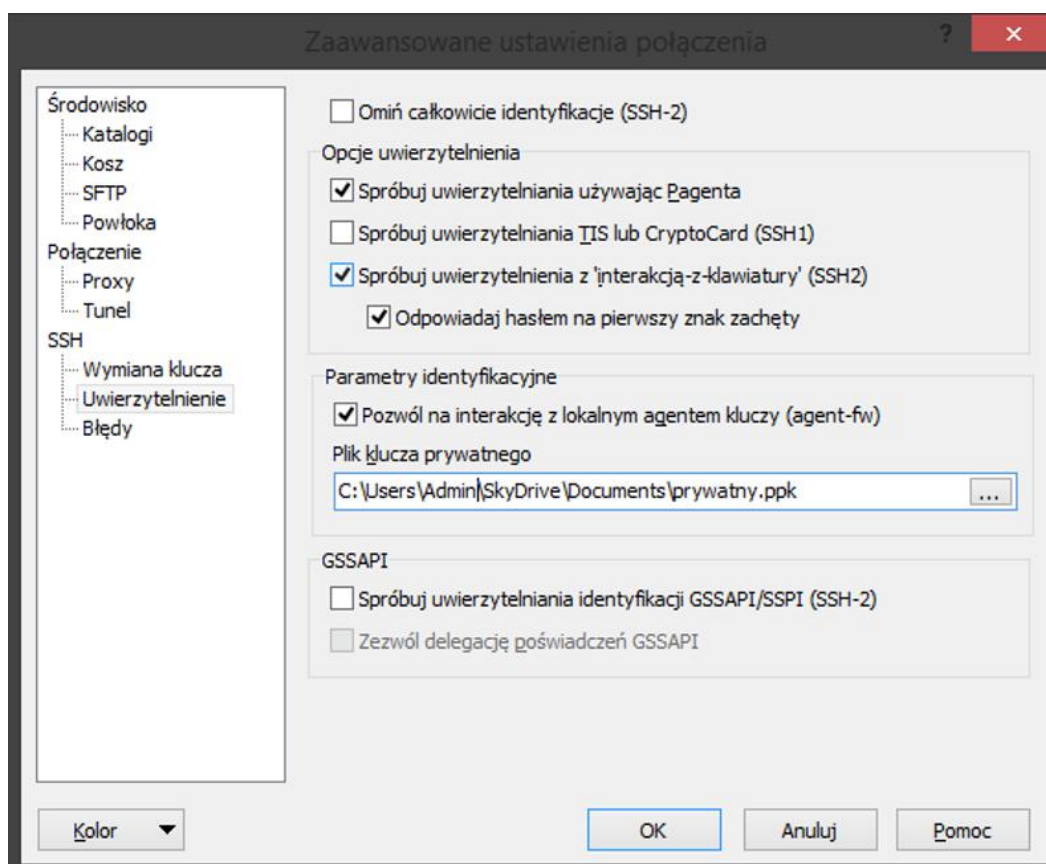 Zaawansowane ustawienia połączenia
?
Środowisko
Katalogi
Kosz
SFTP
Powłoka
Połączenie
Proxy
Tunel
SSH
Wymiana klucza
Uwierzytelnienie
Błędy
Omiń całkowicie identyfikacje (SSH-2)
Opcje uwierzytelnienia
Spróbuj uwierzytelniania używając Pagenta
Spróbuj uwierzytelniania TIS lub CryptoCard (SSH1)
Spróbuj uwierzytelnienia z 'interakcją-z-klawiatury' (SSH2)
Odpowiadaj hasłem na pierwszy znak zachęty
Parametry identyfikacyjne
Pozwól na interakcję z lokalnym agentem kluczy (agent-fw)
Plik klucza prywatnego
C:\Users\Admin\SkyDrive\Documents\prywatny.ppk
...
GSSAPI
Spróbuj uwierzytelniania identyfikacji GSSAPI/SSPI (SSH-2)
Zezwól delegację poświadczeń GSSAPI
Kolor
OK
Anuluj
Pomoc